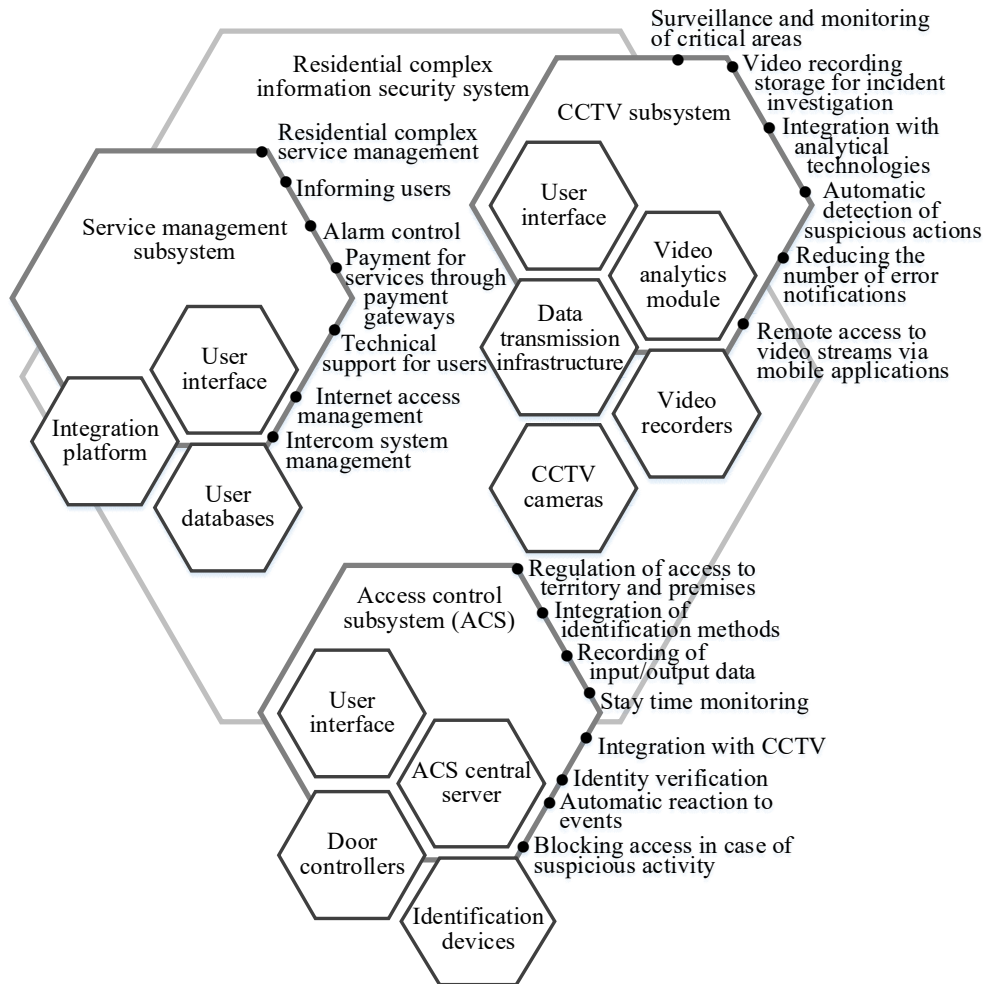 Residential complex
information security system
Service management
subsystem
Residential complex
service management
Informing users
Alarm control
Payment for
services through
payment
gateways
Technical
support for users
Internet access
management
Intercom system
management
User
interface
Integration
platform
User
databases
CCTV subsystem
Surveillance and monitoring
of critical areas
Video recording
storage for incident
investigation
Integration with
analytical
technologies
Automatic
detection of
suspicious actions
Reducing the
number of error
notifications
Remote access to
video streams via
mobile applications
User
interface
Video
analytics
module
Data
transmission
infrastructure
Video
recorders
CCTV
cameras
Access control
subsystem (ACS)
Regulation of access to
territory and premises
Integration of
identification methods
Recording of
input/output data
Stay time monitoring
Integration with CCTV
Identity verification
Automatic reaction to
events
Blocking access in case of
suspicious activity
User
interface
ACS central
server
Door
controllers
Identification
devices